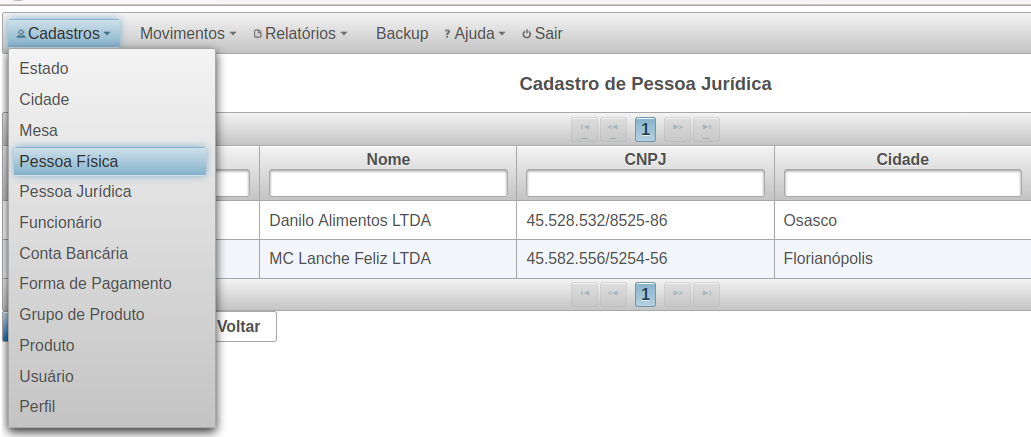 Cadastros Movimentos Relatórios Backup ? Ajuda Sair
Estado
Cidade
Mesa
Pessoa Física
Pessoa Jurídica
Funcionário
Conta Bancária
Forma de Pagamento
Grupo de Produto
Produto
Usuário
Perfil
Cadastro de Pessoa Jurídica
1
Nome CNPJ Cidade
Danilo Alimentos LTDA 45.528.532/8525-86 Osasco
MC Lanche Feliz LTDA 45.582.556/5254-56 Florianópolis
1
Voltar